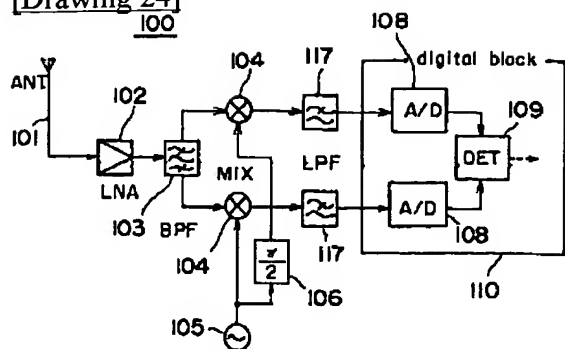 [Drawing 24]
100
ANT
101
102
LNA
103
BPF
104
MIX
104
117
LPF
117
π/2
106
105
digital block
108
A/D
109
DET
A/D
108
110